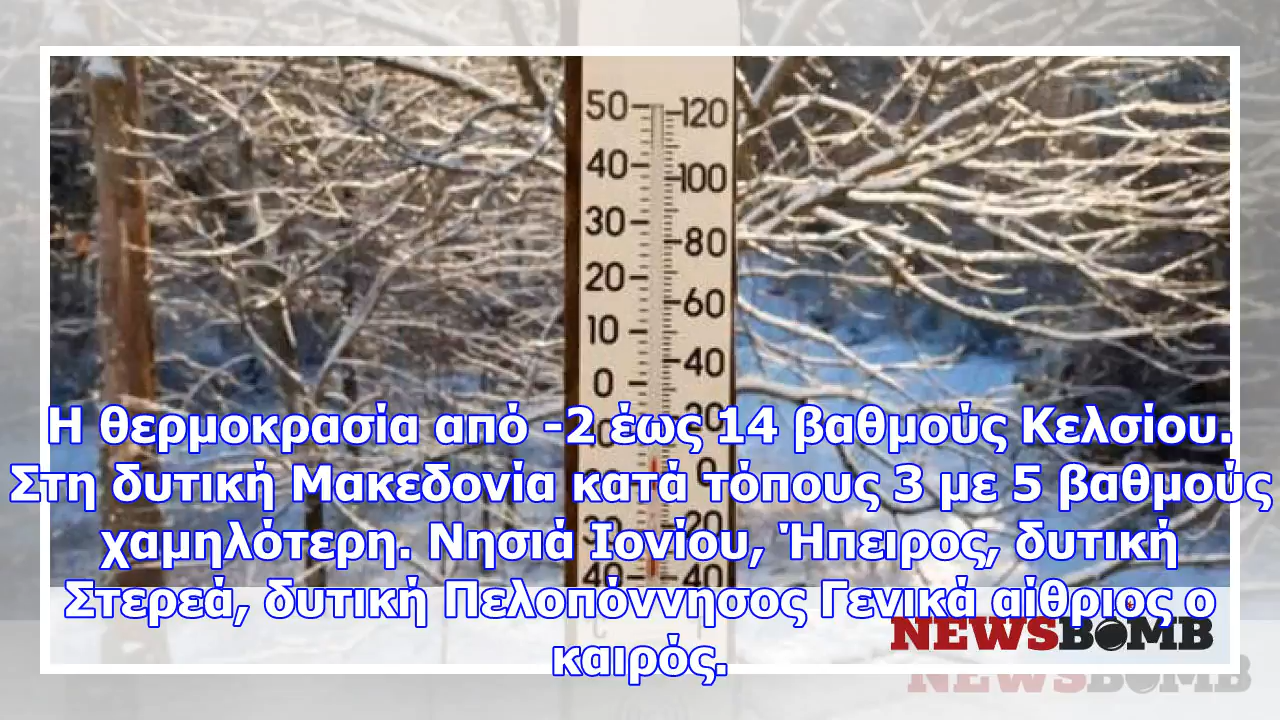 50 120
40 100
30 80
20 60
10 40
0
Η θερμοκρασία από -2 έως 14 βαθμούς Κελσίου.
Στη δυτική Μακεδονία κατά τόπους 3 με 5 βαθμούς
χαμηλότερη. Νησιά Ιονίου, Ήπειρος, δυτική
Στερεά, δυτική Πελοπόννησος Γενικά αίθριος ο
καιρός.
40 40
NEWSBOMB
NEWSBOMB